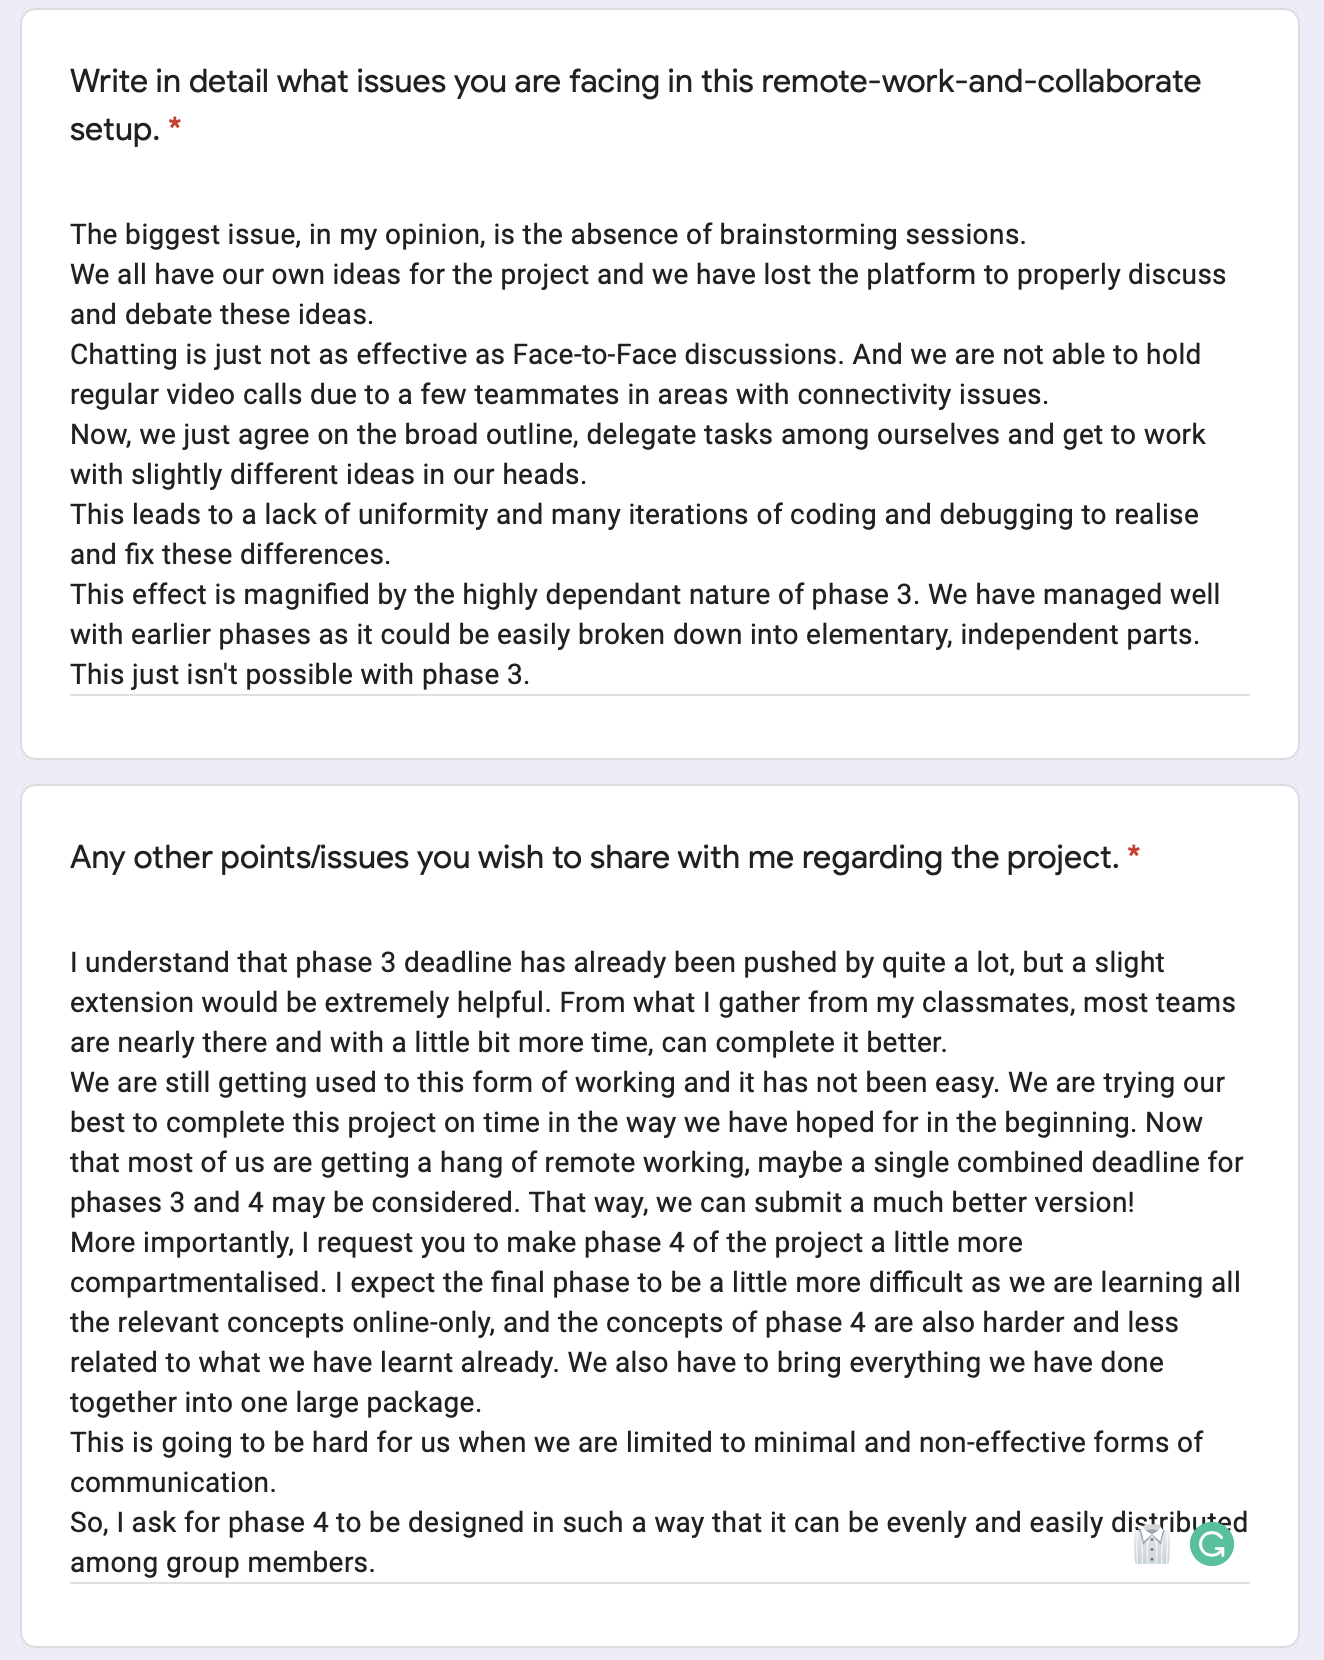 Write in detail what issues you are facing in this remote-work-and-collaborate
setup. *
The biggest issue, in my opinion, is the absence of brainstorming sessions.
We all have our own ideas for the project and we have lost the platform to properly discuss
and debate these ideas.
Chatting is just not as effective as Face-to-Face discussions. And we are not able to hold
regular video calls due to a few teammates in areas with connectivity issues.
Now, we just agree on the broad outline, delegate tasks among ourselves and get to work
with slightly different ideas in our heads.
This leads to a lack of uniformity and many iterations of coding and debugging to realise
and fix these differences.
This effect is magnified by the highly dependant nature of phase 3. We have managed well
with earlier phases as it could be easily broken down into elementary, independent parts.
This just isn't possible with phase 3.
Any other points/issues you wish to share with me regarding the project. *
I understand that phase 3 deadline has already been pushed by quite a lot, but a slight
extension would be extremely helpful. From what I gather from my classmates, most teams
are nearly there and with a little bit more time, can complete it better.
We are still getting used to this form of working and it has not been easy. We are trying our
best to complete this project on time in the way we have hoped for in the beginning. Now
that most of us are getting a hang of remote working, maybe a single combined deadline for
phases 3 and 4 may be considered. That way, we can submit a much better version!
More importantly, I request you to make phase 4 of the project a little more
compartmentalised. I expect the final phase to be a little more difficult as we are learning all
the relevant concepts online-only, and the concepts of phase 4 are also harder and less
related to what we have learnt already. We also have to bring everything we have done
together into one large package.
This is going to be hard for us when we are limited to minimal and non-effective forms of
communication.
So, I ask for phase 4 to be designed in such a way that it can be evenly and easily distributed
among group members.